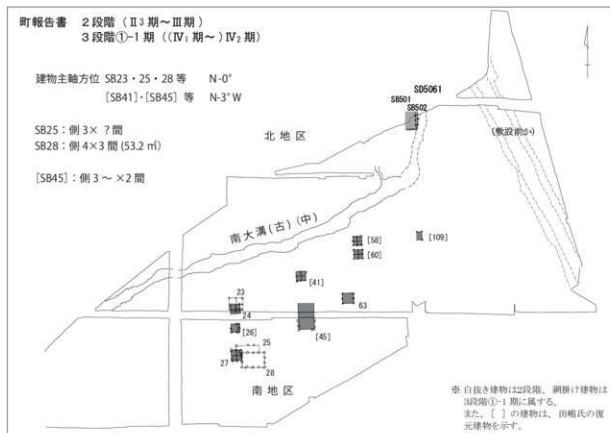 町報告書　2段階（Ⅱ3期～Ⅲ期）
3段階①-1期（(Ⅳ1期～)Ⅳ2期）
建物主軸方位　SB23・25・28等　N-0°
[SB41]・[SB45]等　N-3°W
SB25：側3×？間
SB28：側4×3間(53.2㎡)
[SB45]：側3～×2間
SD5061
SB501
SB502
(敷設前か)
北地区
南大溝(古)(中)
[58]
[109]
[60]
[41]
23
63
24
[45]
[26]
25
27
28
南地区
※ 白抜き建物は2段階、網掛け建物は
3段階①-1期に属する。
また、[　]の建物は、田嶋氏の復
元建物を示す。